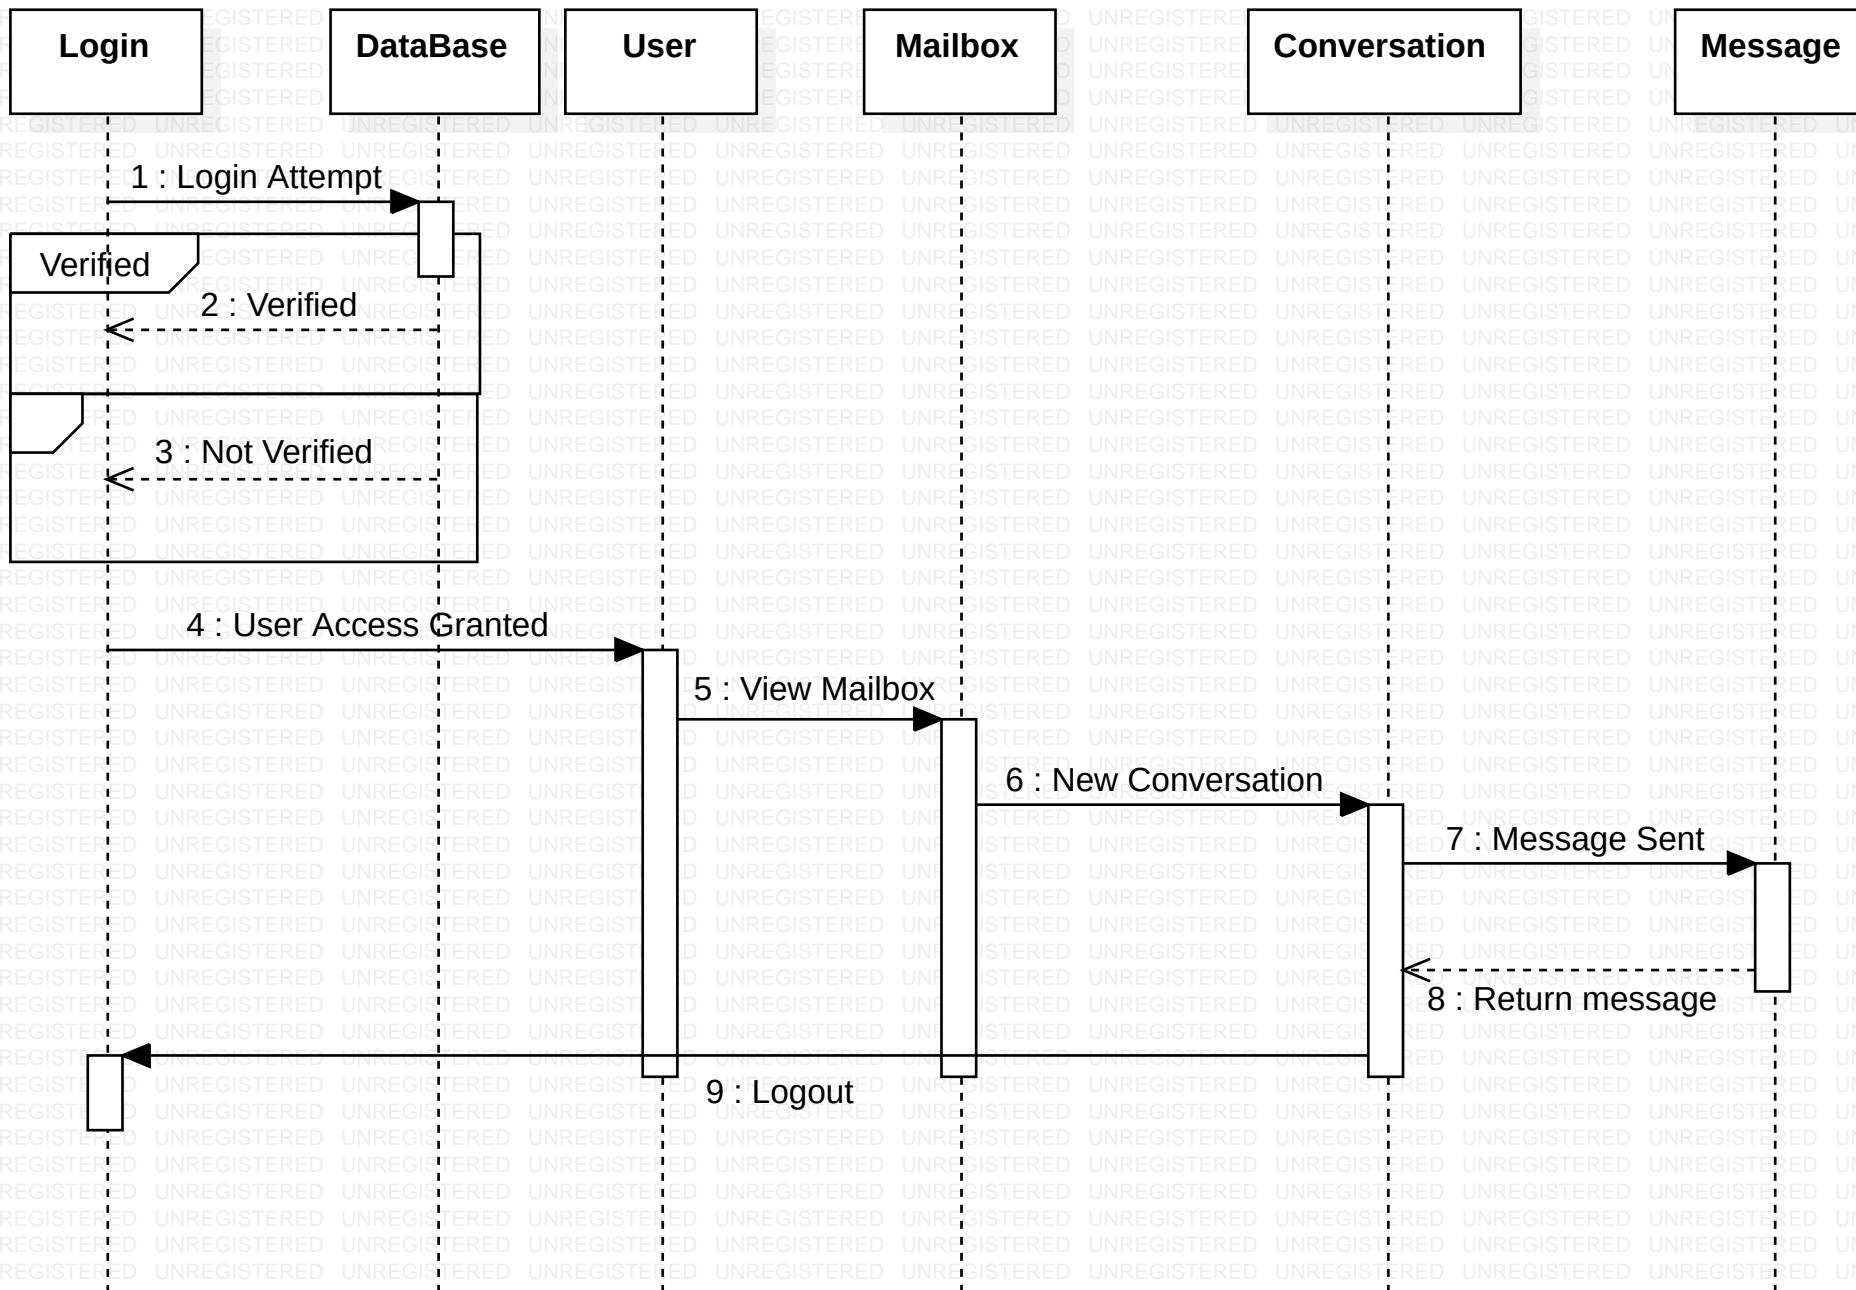 Login
DataBase
User
Mailbox
Conversation
Message
1 : Login Attempt
Verified
2 : Verified
3 : Not Verified
4 : User Access Granted
5 : View Mailbox
6 : New Conversation
7 : Message Sent
8 : Return message
9 : Logout
UNREGISTERED